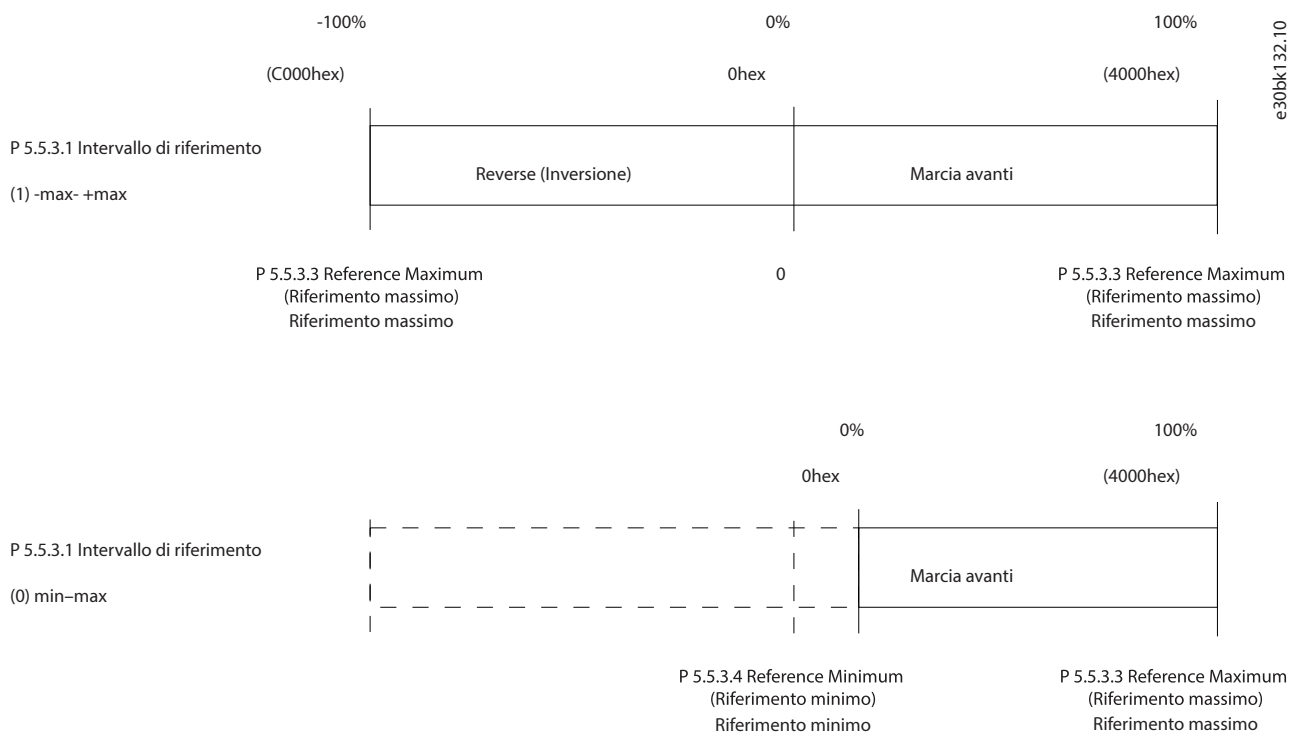 -100%
0%
100%
(C000hex)
0hex
(4000hex)
e30bk132.10
P 5.5.3.1 Intervallo di riferimento
(1) -max- +max
Reverse (Inversione)
Marcia avanti
P 5.5.3.3 Reference Maximum
(Riferimento massimo)
Riferimento massimo
0
P 5.5.3.3 Reference Maximum
(Riferimento massimo)
Riferimento massimo
0%
100%
0hex
(4000hex)
P 5.5.3.1 Intervallo di riferimento
(0) min–max
Marcia avanti
P 5.5.3.4 Reference Minimum
(Riferimento minimo)
Riferimento minimo
P 5.5.3.3 Reference Maximum
(Riferimento massimo)
Riferimento massimo